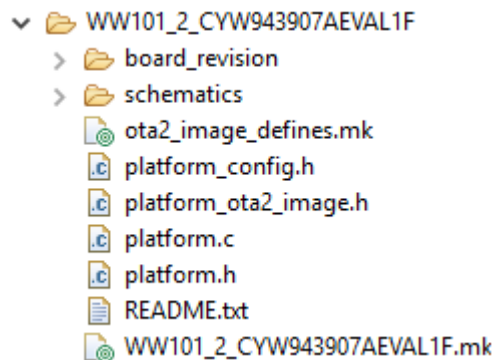 WW101_2_CYW943907AEVAL1F
board_revision
schematics
ota2_image_defines.mk
platform_config.h
platform_ota2_image.h
platform.c
platform.h
README.txt
WW101_2_CYW943907AEVAL1F.mk